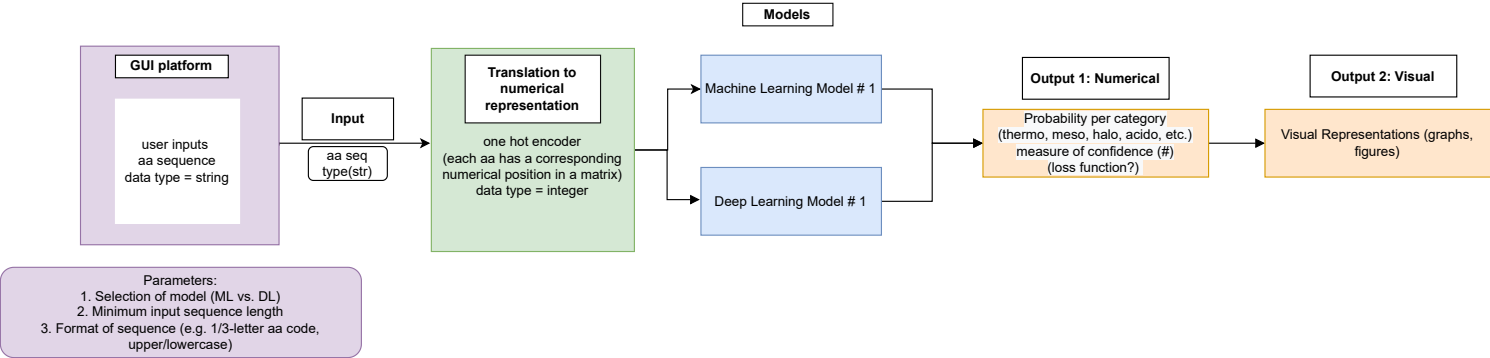 Models
GUI platform
user inputs
aa sequence
data type = string
Input
aa seq
type(str)
Translation to
numerical
representation
one hot encoder
(each aa has a corresponding
numerical position in a matrix)
data type = integer
Machine Learning Model # 1
Deep Learning Model # 1
Output 1: Numerical
Probability per category
(thermo, meso, halo, acido, etc.)
measure of confidence (#)
(loss function?)
Output 2: Visual
Visual Representations (graphs,
figures)
Parameters:
1. Selection of model (ML vs. DL)
2. Minimum input sequence length
3. Format of sequence (e.g. 1/3-letter aa code,
upper/lowercase)